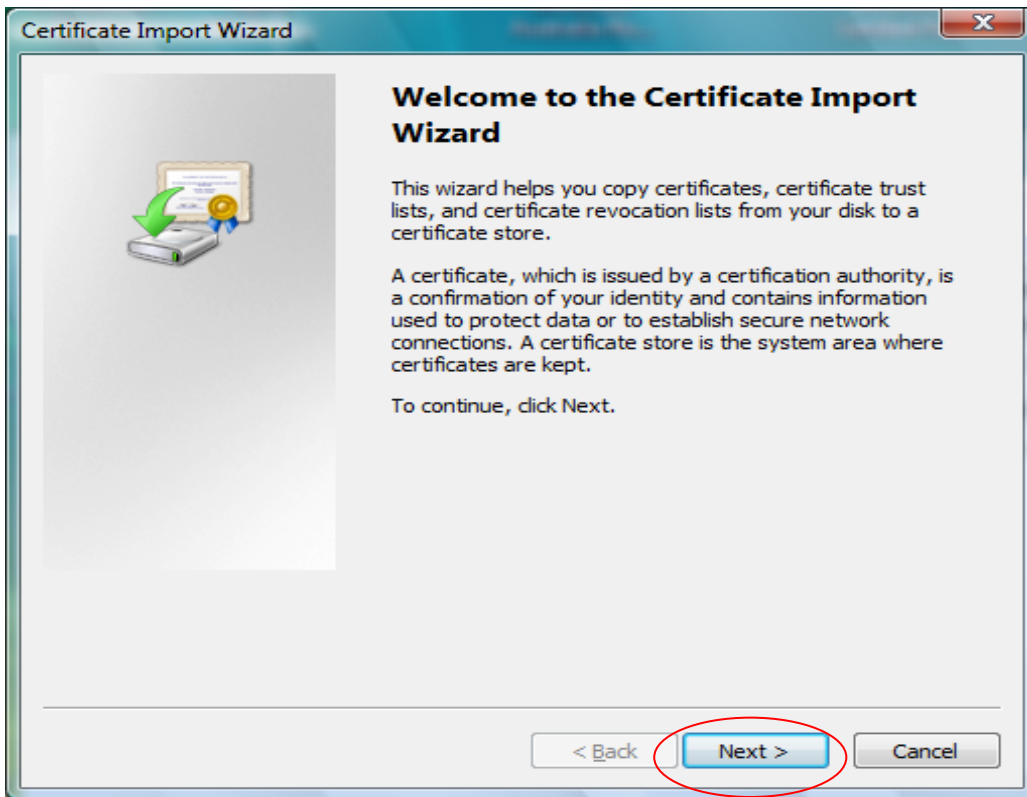 Certificate Import Wizard
Welcome to the Certificate Import
Wizard
This wizard helps you copy certificates, certificate trust
lists, and certificate revocation lists from your disk to a
certificate store.
A certificate, which is issued by a certification authority, is
a confirmation of your identity and contains information
used to protect data or to establish secure network
connections. A certificate store is the system area where
certificates are kept.
To continue, click Next.
< Back
Next >
Cancel